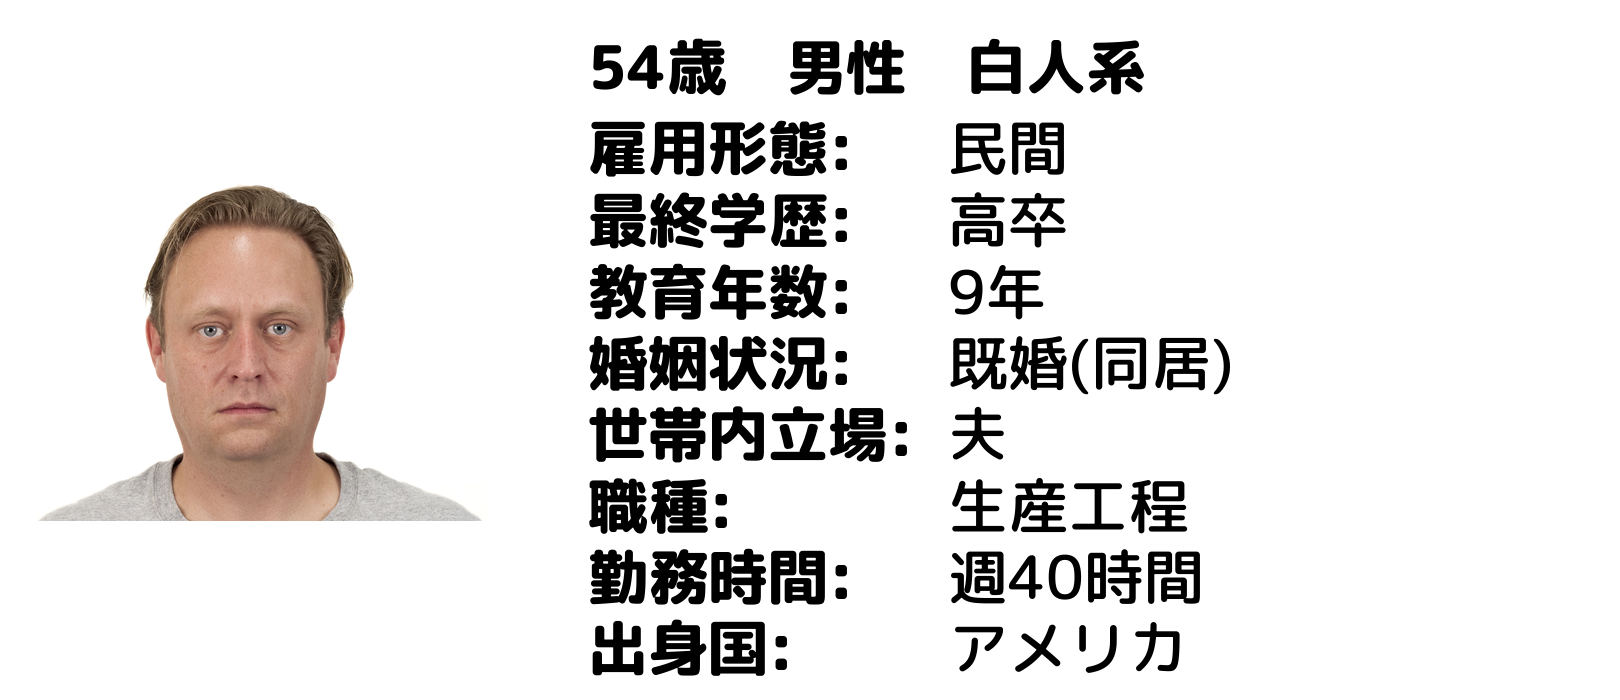 54歳　男性　白人系
雇用形態:　民間
最終学歴:　高卒
教育年数:　9年
婚姻状況:　既婚(同居)
世帯内立場:　夫
職種:　生産工程
勤務時間:　週40時間
出身国:　アメリカ